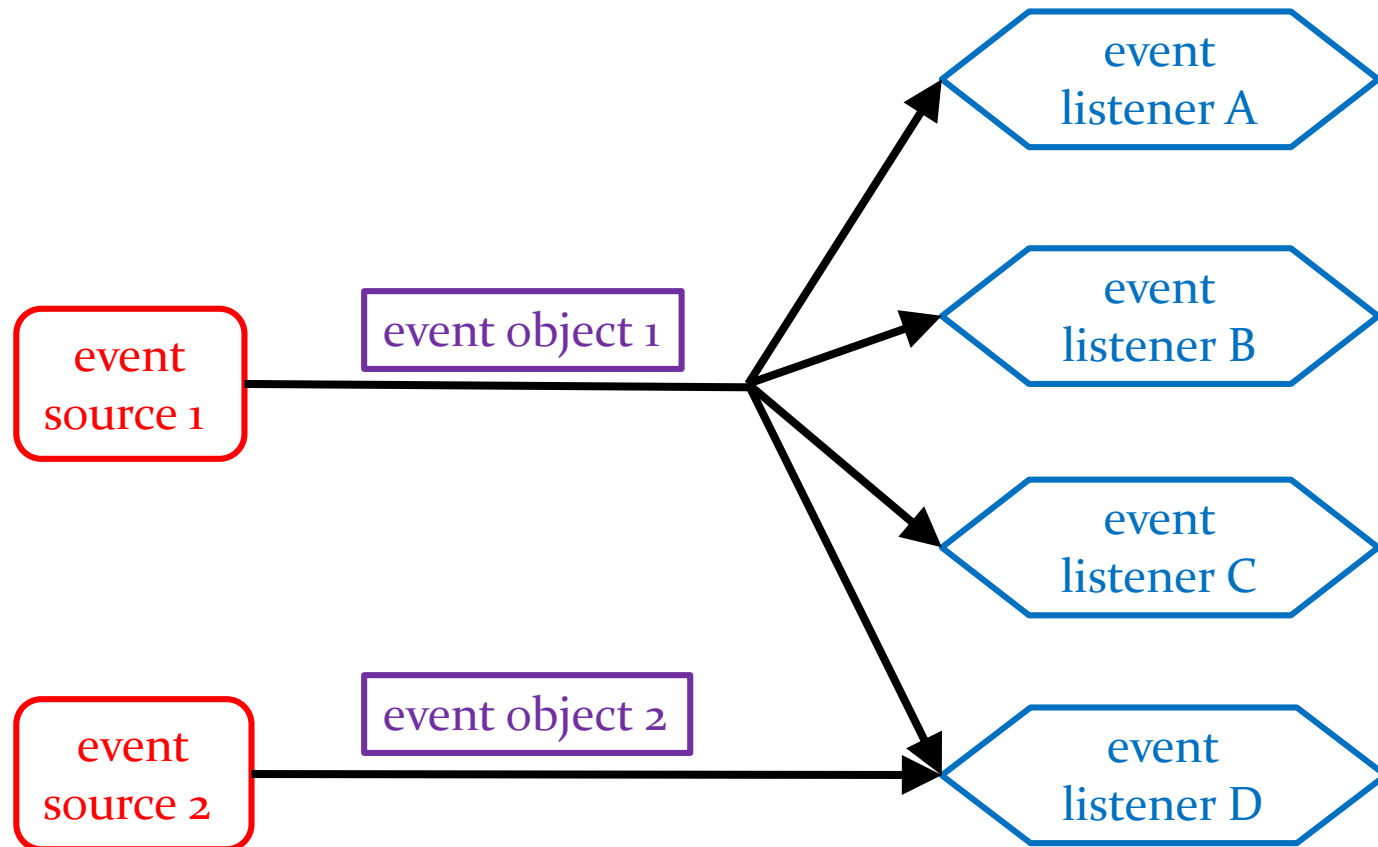 event
listener A
event
listener B
event object 1
event
source 1
event
listener C
event object 2
event
source 2
event
listener D